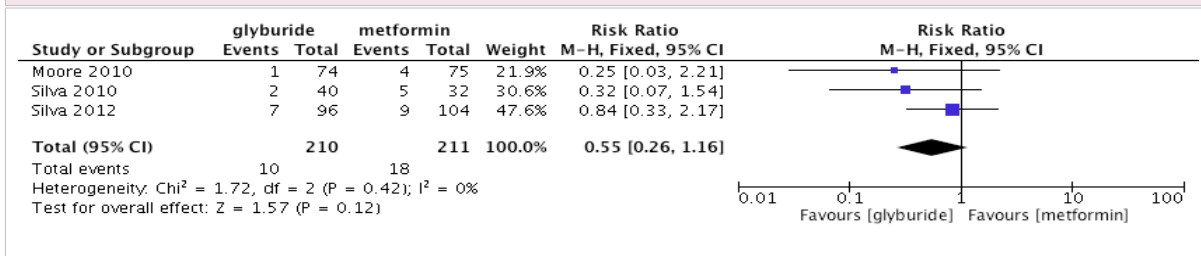 glyburide metformin Risk Ratio Risk Ratio
Study or Subgroup Events Total Events Total Weight M-H, Fixed, 95% CI M-H, Fixed, 95% CI
Moore 2010 1 74 4 75 21.9% 0.25 [0.03, 2.21]
Silva 2010 2 40 5 32 30.6% 0.32 [0.07, 1.54]
Silva 2012 7 96 9 104 47.6% 0.84 [0.33, 2.17]
Total (95% CI) 210 211 100.0% 0.55 [0.26, 1.16]
Total events 10 18
Heterogeneity: Chi² = 1.72, df = 2 (P = 0.42); I² = 0%
Test for overall effect: Z = 1.57 (P = 0.12)
0.01 0.1 1 10 100
Favours [glyburide] Favours [metformin]